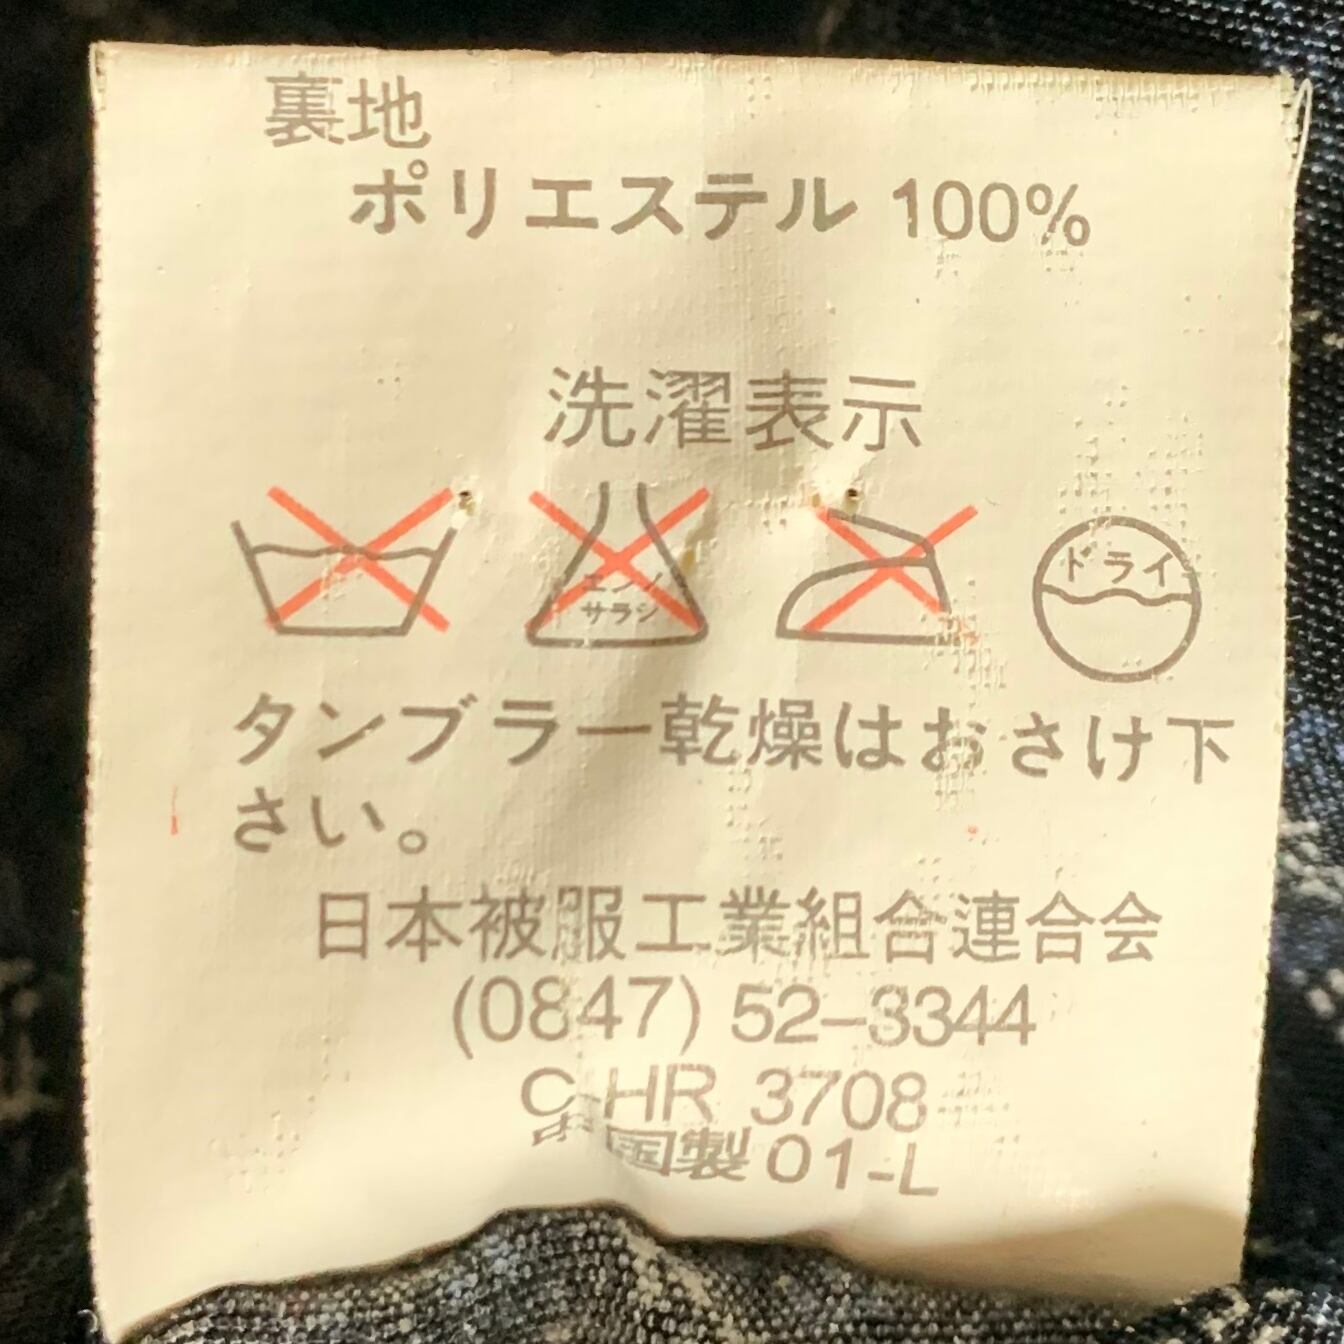 裏地
ポリエステル 100%
洗濯表示
エンソ
サラシ
ドライ
タンブラー乾燥はおさけ下
さい。
日本被服工業組合連合会
(0847) 52-3344
C-HR 3708
中国製 01-L